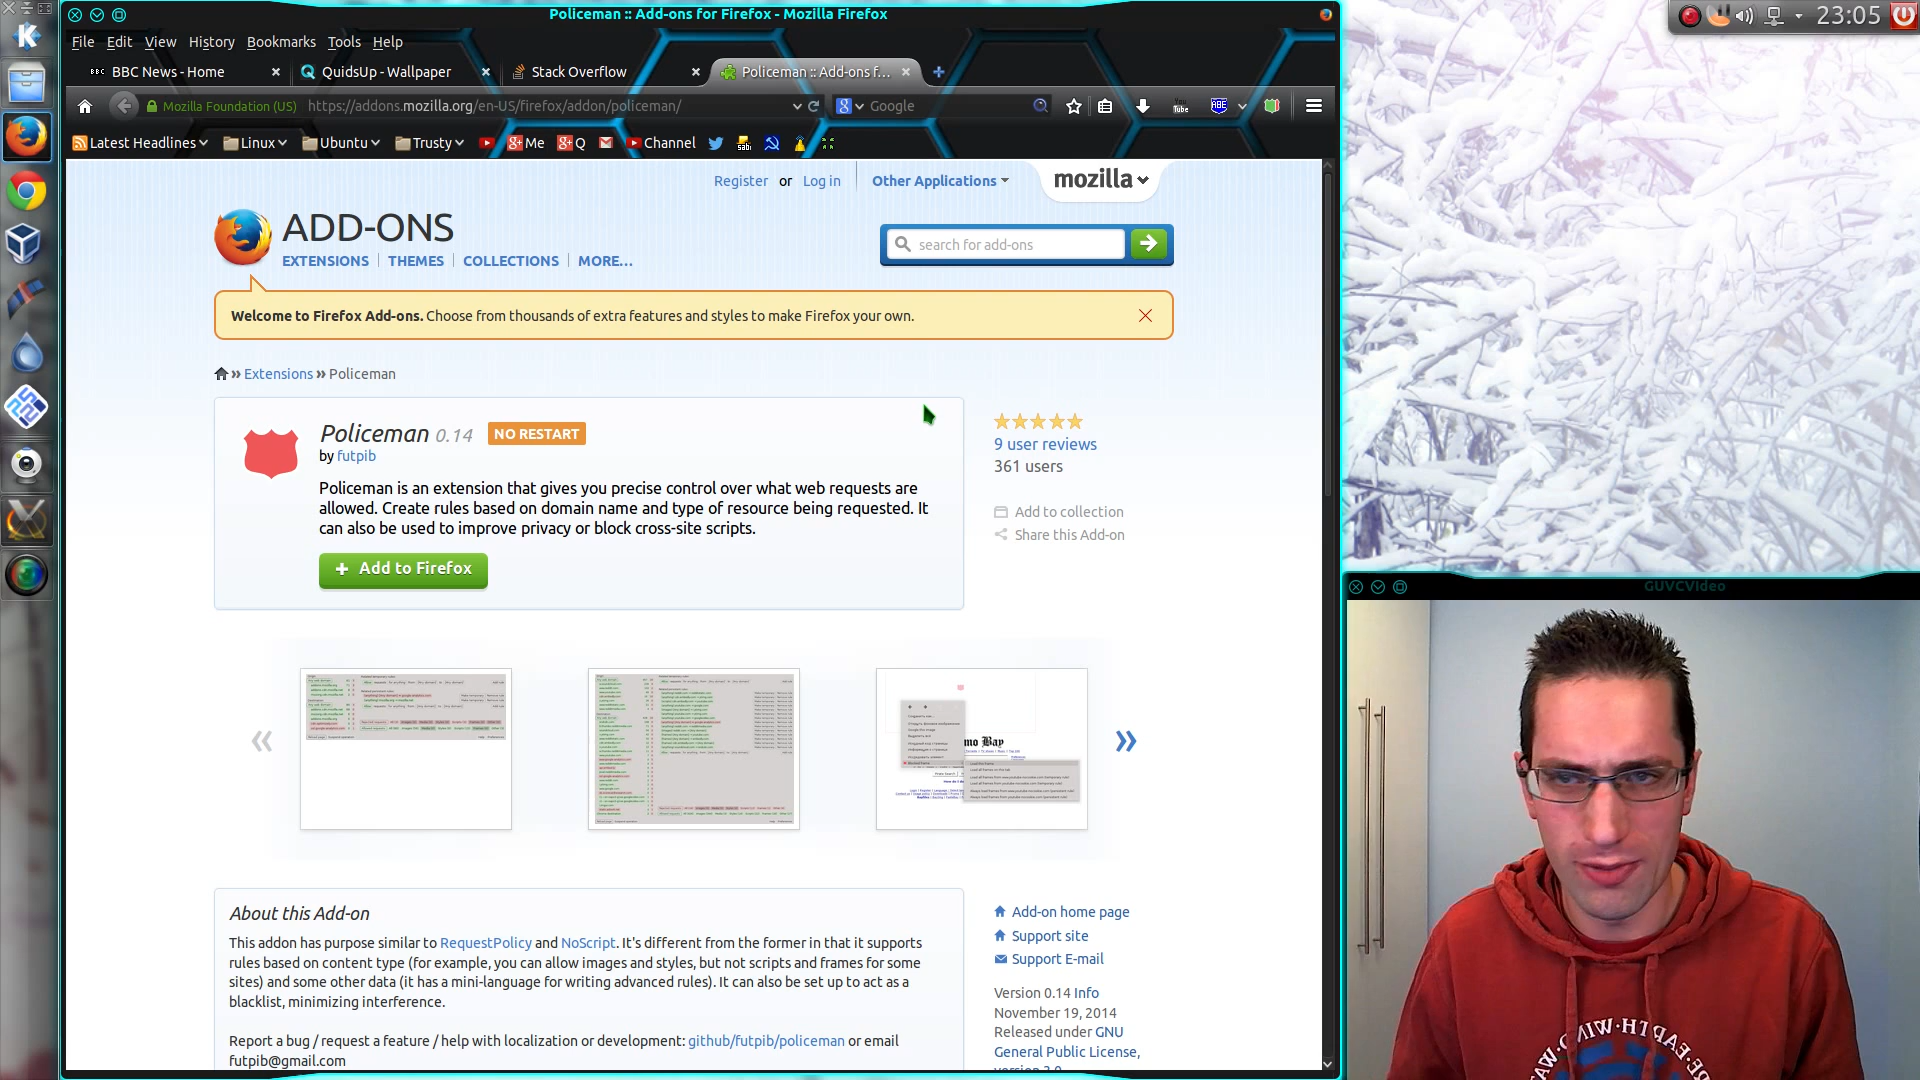 Policeman :: Add-ons for Firefox - Mozilla Firefox
23:05
File Edit View History Bookmarks Tools Help
BBC BBC News - Home
QuidsUp - Wallpaper
Stack Overflow
Policeman :: Add-ons f...
Mozilla Foundation (US) https://addons.mozilla.org/en-US/firefox/addon/policeman/
Google
You Tube
ABE
Latest Headlines Linux Ubuntu Trusty Me Q Channel
Register or Log in Other Applications mozilla
ADD-ONS
EXTENSIONS THEMES COLLECTIONS MORE...
search for add-ons
Welcome to Firefox Add-ons. Choose from thousands of extra features and styles to make Firefox your own.
» Extensions » Policeman
Policeman 0.14 NO RESTART
by futpib
Policeman is an extension that gives you precise control over what web requests are
allowed. Create rules based on domain name and type of resource being requested. It
can also be used to improve privacy or block cross-site scripts.
+ Add to Firefox
9 user reviews
361 users
Add to collection
Share this Add-on
GUVCVideo
About this Add-on
This addon has purpose similar to RequestPolicy and NoScript. It's different from the former in that it supports
rules based on content type (for example, you can allow images and styles, but not scripts and frames for some
sites) and some other data (it has a mini-language for writing advanced rules). It can also be set up to act as a
blacklist, minimizing interference.
Report a bug / request a feature / help with localization or development: github/futpib/policeman or email
futpib@gmail.com
Add-on home page
Support site
Support E-mail
Version 0.14 Info
November 19, 2014
Released under GNU
General Public License,
version 3.0